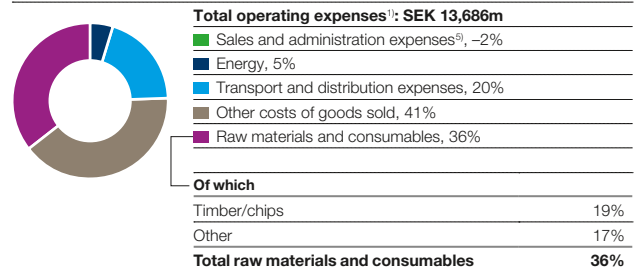 Total operating expenses¹⁾: SEK 13,686m
Sales and administration expenses⁵⁾, –2%
Energy, 5%
Transport and distribution expenses, 20%
Other costs of goods sold, 41%
Raw materials and consumables, 36%
Of which
Timber/chips 19%
Other 17%
Total raw materials and consumables 36%